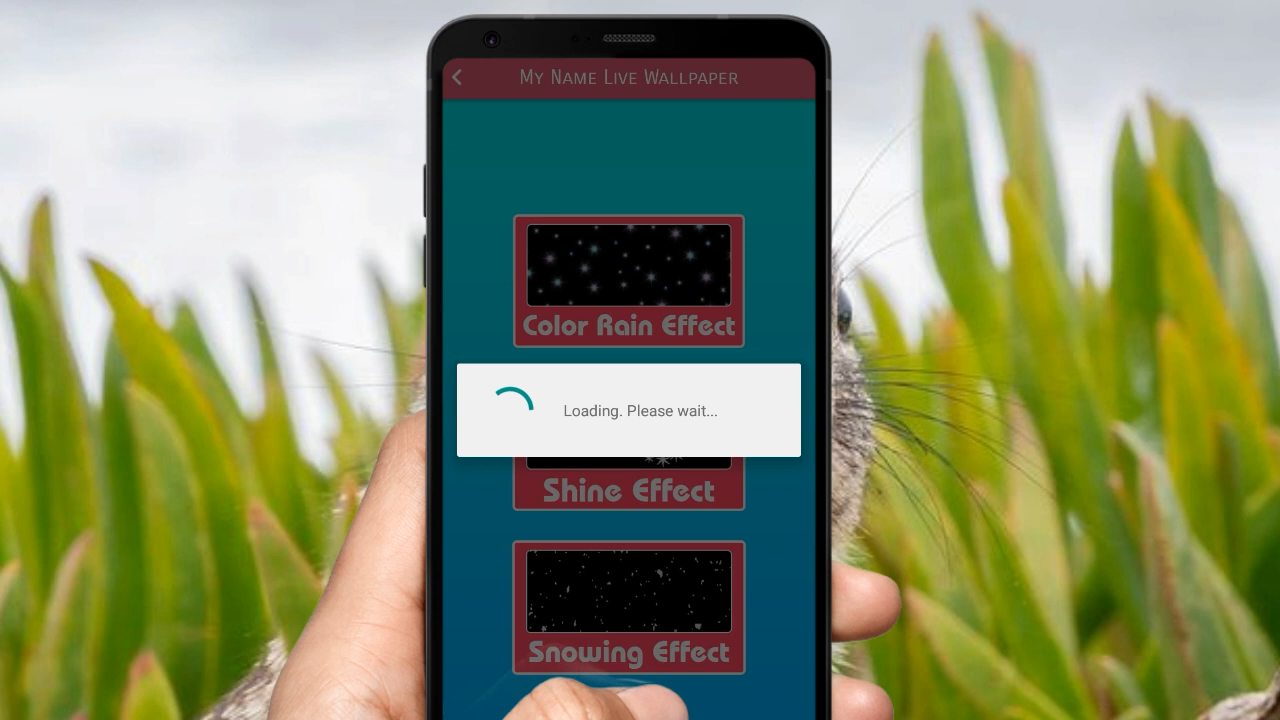 My Name Live Wallpaper
Color Rain Effect
Loading. Please wait...
Shine Effect
Snowing Effect